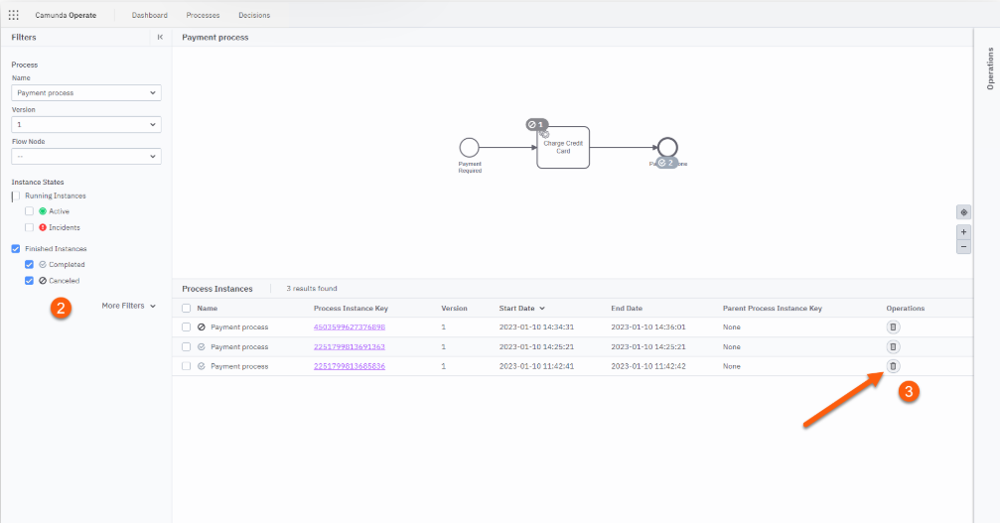 Camunda Operate Dashboard Processes Decisions
Filters
Process
Name
Payment process
Version
1
Flow Node
--
Instance States
Running Instances
Active
Incidents
Finished Instances
Completed
Canceled
2
More Filters
Payment process
1
Charge Credit
Card
Payment
Required
2
Process Instances 3 results found
Name Process Instance Key Version Start Date End Date Parent Process Instance Key Operations
Payment process 4503599627376898 1 2023-01-10 14:34:31 2023-01-10 14:36:01 None
Payment process 2251799813691363 1 2023-01-10 14:25:21 2023-01-10 14:25:21 None
Payment process 2251799813685836 1 2023-01-10 11:42:41 2023-01-10 11:42:42 None
3
Operations